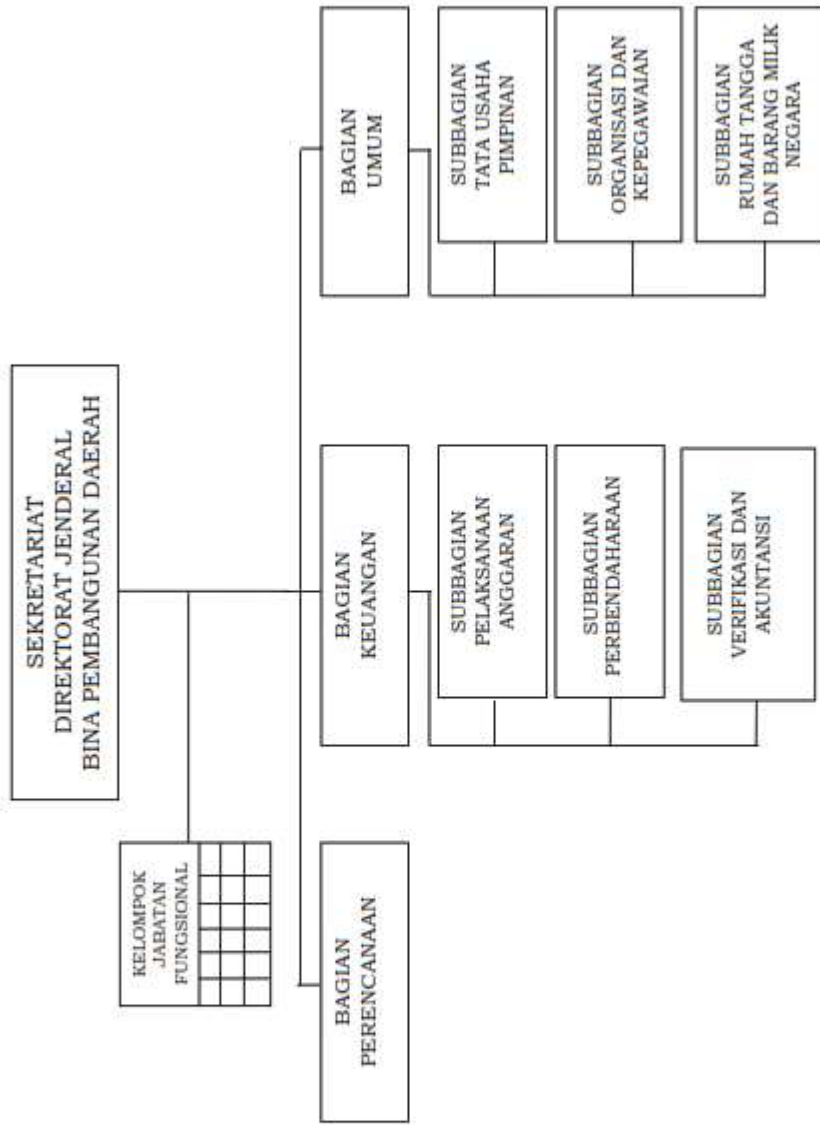 SEKRETARIAT
DIREKTORAT JENDERAL
BINA PEMBANGUNAN DAERAH
KELOMPOK
JABATAN
FUNGSIONAL
BAGIAN
PERENCANAAN
BAGIAN
KEUANGAN
SUBBAGIAN
PELAKSANAAN
ANGGARAN
SUBBAGIAN
PERBENDAHARAAN
SUBBAGIAN
VERIFIKASI DAN
AKUNTANSI
BAGIAN
UMUM
SUBBAGIAN
TATA USAHA
PIMPINAN
SUBBAGIAN
ORGANISASI DAN
KEPEGAWAIAN
SUBBAGIAN
RUMAH TANGGA
DAN BARANG MILIK
NEGARA